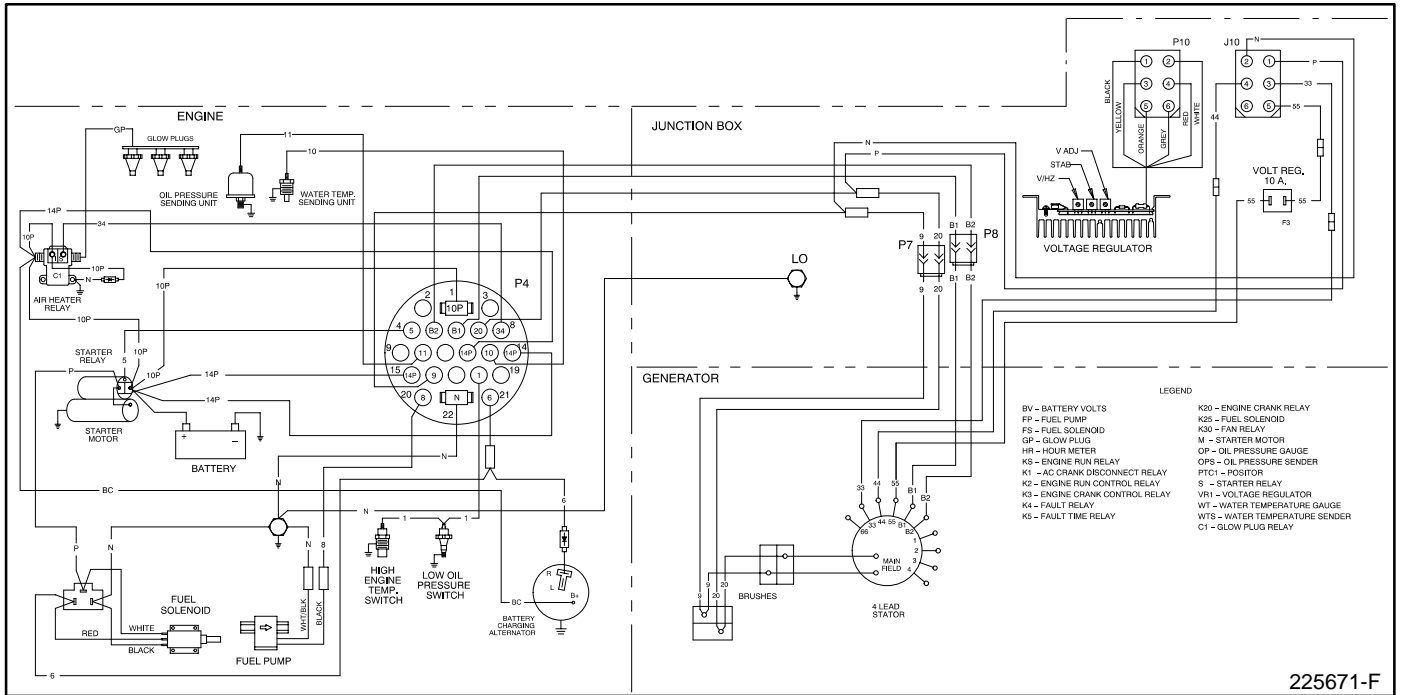 ENGINE
GP
GLOW PLUGS
11
10
OIL PRESSURE
SENDING UNIT
WATER TEMP.
SENDING UNIT
14P
34
10P
S
10P
C1
N
AIR HEATER
RELAY
10P
10P
STARTER
RELAY
5
10P
10P
P
14P
14P
STARTER
MOTOR
+
–
BATTERY
P4
1
2
10P
3
4
5
B2
B1
20
34
8
9
11
14P
10
14P
14
15
14P
9
1
19
20
8
N
6
21
22
N
BC
N
N
6
P
N
N
8
1
1
HIGH
ENGINE
TEMP.
SWITCH
LOW OIL
PRESSURE
SWITCH
R
L
B+
BC
BATTERY
CHARGING
ALTERNATOR
FUEL
SOLENOID
WHITE
RED
BLACK
WHT/BLK
BLACK
FUEL PUMP
6
JUNCTION BOX
N
P
LO
P7
9
20
B1
B2
P8
9
20
B1
B2
P10
1
2
3
4
5
6
BLACK
YELLOW
ORANGE
GREY
RED
WHITE
V ADJ
STAB
V/HZ
VOLTAGE REGULATOR
J10
N
2
1
P
4
3
33
6
5
55
44
VOLT REG.
10 A.
55
55
F3
GENERATOR
33
44
55
B1
B2
66
33
44
55
B1
B2
1
2
3
4
MAIN
FIELD
4 LEAD
STATOR
BRUSHES
9
9
20
20
LEGEND
BV – BATTERY VOLTS
FP – FUEL PUMP
FS – FUEL SOLENOID
GP – GLOW PLUG
HR – HOUR METER
KS – ENGINE RUN RELAY
K1 – AC CRANK DISCONNECT RELAY
K2 – ENGINE RUN CONTROL RELAY
K3 – ENGINE CRANK CONTROL RELAY
K4 – FAULT RELAY
K5 – FAULT TIME RELAY
K20 – ENGINE CRANK RELAY
K25 – FUEL SOLENOID
K30 – FAN RELAY
M – STARTER MOTOR
OP – OIL PRESSURE GAUGE
OPS – OIL PRESSURE SENDER
PTC1 – POSITOR
S – STARTER RELAY
VR1 – VOLTAGE REGULATOR
WT – WATER TEMPERATURE GAUGE
WTS – WATER TEMPERATURE SENDER
C1 – GLOW PLUG RELAY
225671-F